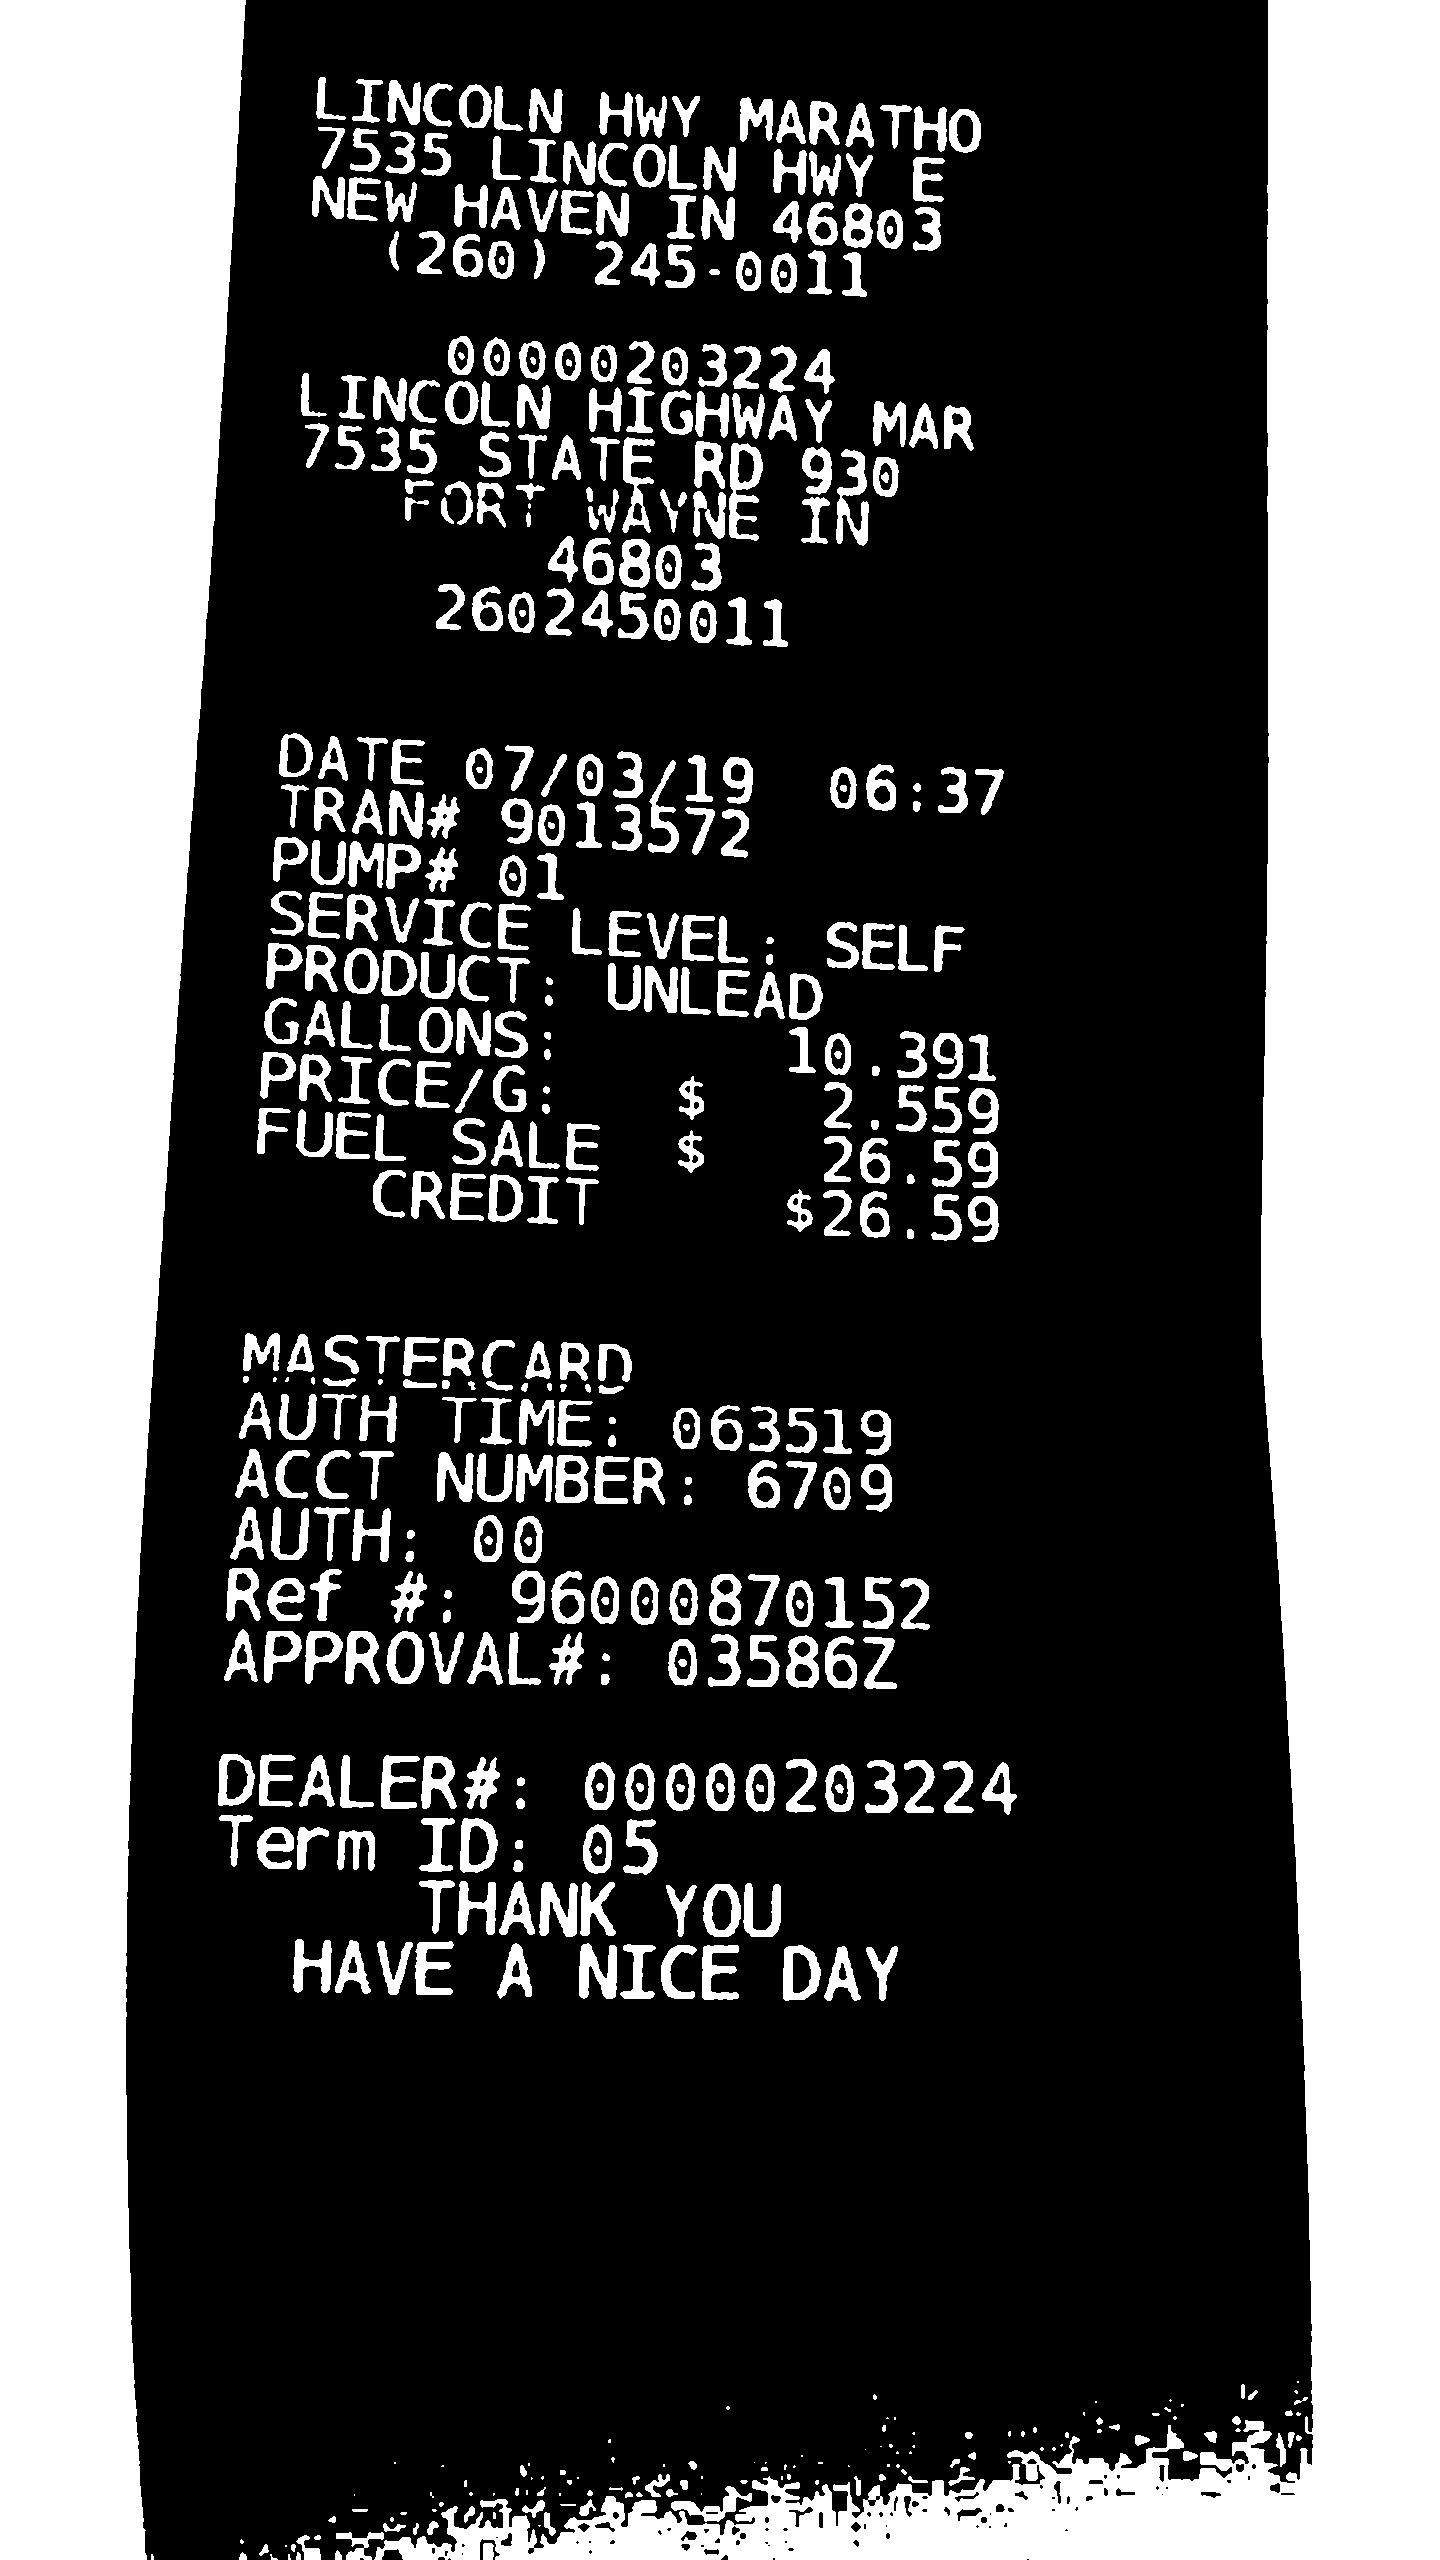 LINCOLN HWY MARATHO
7535 LINCOLN HWY E
NEW HAVEN IN 46803
(260) 245-0011
00000203224
LINCOLN HIGHWAY MAR
7535 STATE RD 930
FORT WAYNE IN
46803
2602450011
DATE 07/03/19 06:37
TRAN# 9013572
PUMP# 01
SERVICE LEVEL: SELF
PRODUCT: UNLEAD
GALLONS: 10.391
PRICE/G: $ 2.559
FUEL SALE $ 26.59
CREDIT $26.59
MASTERCARD
AUTH TIME: 063519
ACCT NUMBER: 6709
AUTH: 00
Ref #: 96000870152
APPROVAL#: 03586Z
DEALER#: 00000203224
Term ID: 05
THANK YOU
HAVE A NICE DAY